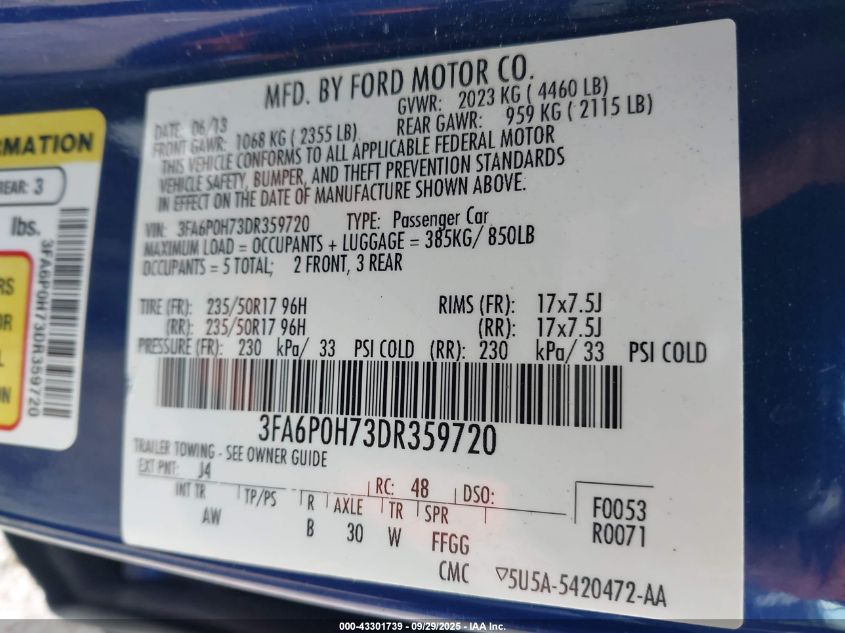 MFD. BY FORD MOTOR CO.
DATE: 06/13
GVWR: 2023 KG ( 4460 LB)
FRONT GAWR: 1068 KG ( 2355 LB)
REAR GAWR: 959 KG ( 2115 LB)
THIS VEHICLE CONFORMS TO ALL APPLICABLE FEDERAL MOTOR
VEHICLE SAFETY, BUMPER, AND THEFT PREVENTION STANDARDS
IN EFFECT ON THE DATE OF MANUFACTURE SHOWN ABOVE.
VIN: 3FA6P0H73DR359720 TYPE: Passenger Car
MAXIMUM LOAD = OCCUPANTS + LUGGAGE = 385KG/ 850LB
OCCUPANTS = 5 TOTAL; 2 FRONT, 3 REAR
TIRE (FR): 235/50R17 96H RIMS (FR): 17x7.5J
(RR): 235/50R17 96H (RR): 17x7.5J
PRESSURE (FR): 230 kPa/ 33 PSI COLD (RR): 230 kPa/ 33 PSI COLD
3FA6P0H73DR359720
TRAILER TOWING - SEE OWNER GUIDE
EXT PNT: J4 RC: 48 DSO:
INT TR TP/PS R AXLE TR SPR
AW B 30 W FFGG
CMC
F0053
R0071
5U5A-5420472-AA
RMATION
REAR: 3
lbs.
3FA6P0H73DR359720
RS
OR
L
ON
000-43301739 - 09/29/2025 - IAA Inc.